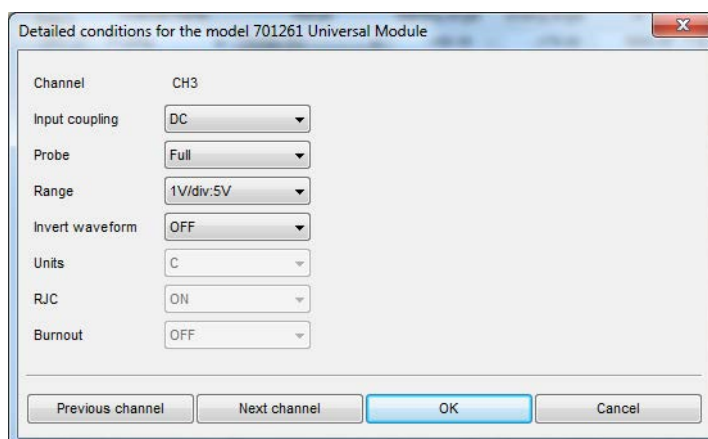 Detailed conditions for the model 701261 Universal Module
Channel CH3
Input coupling DC
Probe Full
Range 1V/div:5V
Invert waveform OFF
Units C
RJC ON
Burnout OFF
Previous channel Next channel OK Cancel